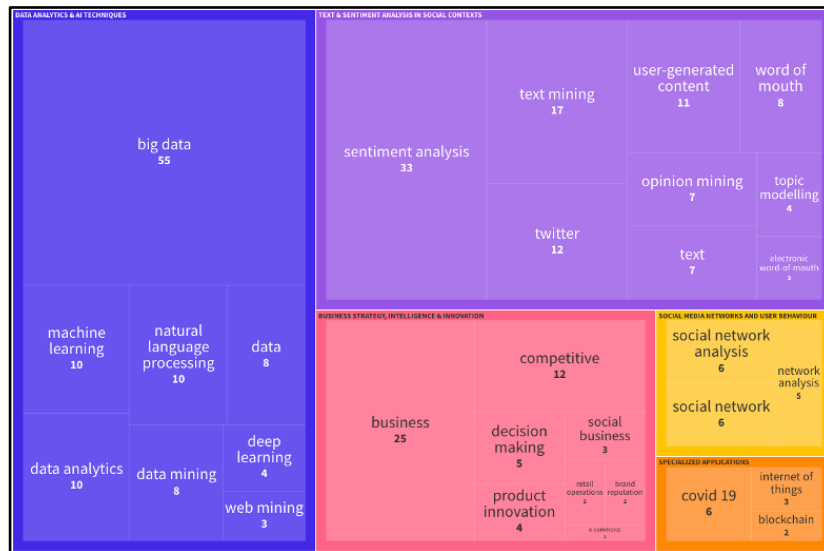 DATA ANALYTICS & AI TECHNIQUES
big data
55
machine
learning
10
natural
language
processing
10
data
8
data analytics
10
data mining
8
deep
learning
4
web mining
3
TEXT & SENTIMENT ANALYSIS IN SOCIAL CONTEXTS
sentiment analysis
33
text mining
17
twitter
12
user-generated
content
11
word of
mouth
8
opinion mining
7
text
7
topic
modelling
4
electronic
word-of-mouth
3
BUSINESS STRATEGY, INTELLIGENCE & INNOVATION
business
25
competitive
12
decision
making
5
product
innovation
4
social
business
3
retail
operations
brand
reputation
e-commerce
SOCIAL MEDIA NETWORKS AND USER BEHAVIOUR
social network
analysis
6
social network
6
network
analysis
5
SPECIALIZED APPLICATIONS
covid 19
6
internet of
things
3
blockchain
2